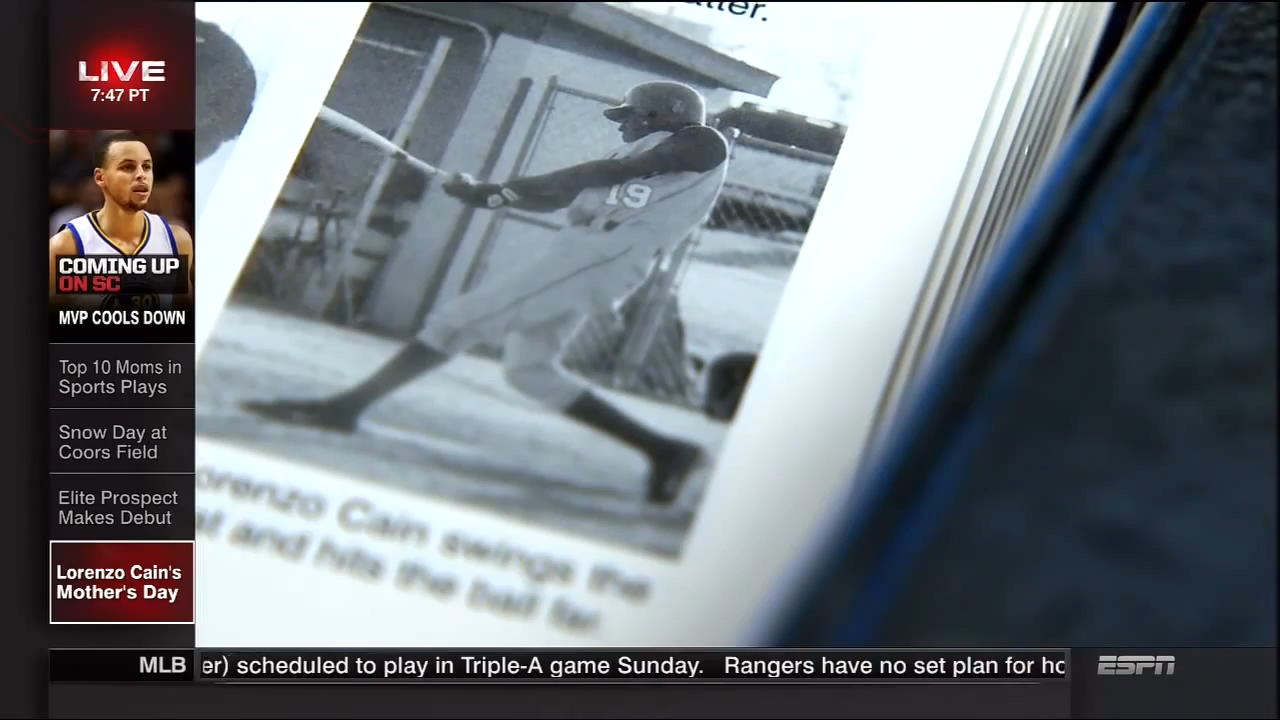 LIVE
7:47 PT
COMING UP
ON SC
MVP COOLS DOWN
Top 10 Moms in
Sports Plays
Snow Day at
Coors Field
Elite Prospect
Makes Debut
Lorenzo Cain's
Mother's Day
19
30
orenzo Cain swings the
and hits the ball far.
MLB
er) scheduled to play in Triple-A game Sunday. Rangers have no set plan for ho
ESPN